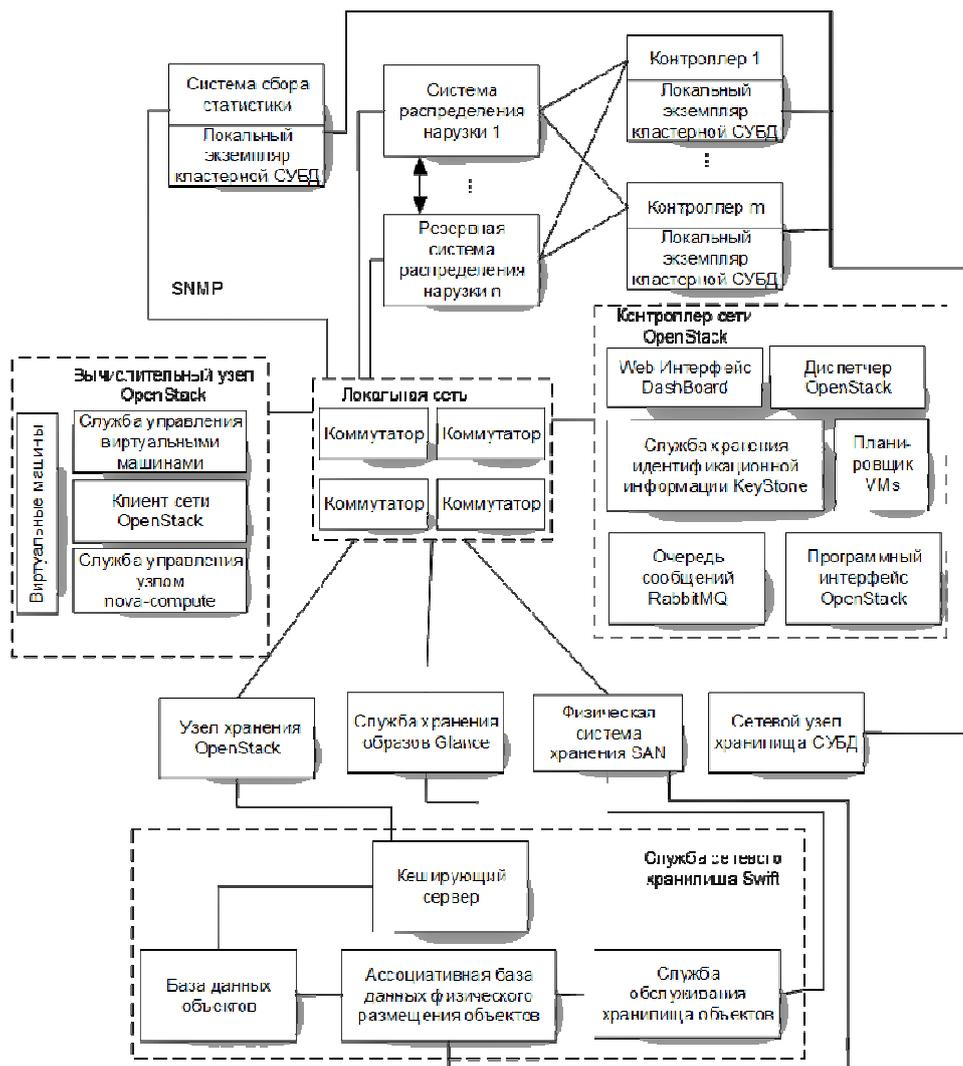 Система сбора
статистики
Локальный
экземпляр
кластерной СУБД
Система
распределения
нарузки 1
...
Резервная
система
распределения
нарузки n
Контроллер 1
Локальный
экземпляр
кластерной СУБД
...
Контроллер m
Локальный
экземпляр
кластерной СУБД
SNMP
Вычислительный узел
OpenStack
Виртуальные машины
Служба управления
виртуальными
машинами
Клиент сети
OpenStack
Служба управления
узлом
nova-compute
Локальная сеть
Коммутатор
Коммутатор
Коммутатор
Коммутатор
Контроллер сети
OpenStack
Web Интерфейс
DashBoard
Диспетчер
OpenStack
Служба хранения
идентификационной
информации KeyStone
Плани-
ровщик
VMs
Очередь
сообщений
RabbitMQ
Программный
интерфейс
OpenStack
Узел хранения
OpenStack
Служба хранения
образов Glance
Физическая
система
хранения SAN
Сетевой узел
хранилища СУБД
Служба сетевого
хранилища Swift
Кеширующий
сервер
База данных
объектов
Ассоциативная база
данных физического
размещения объектов
Служба
обслуживания
хранилища объектов